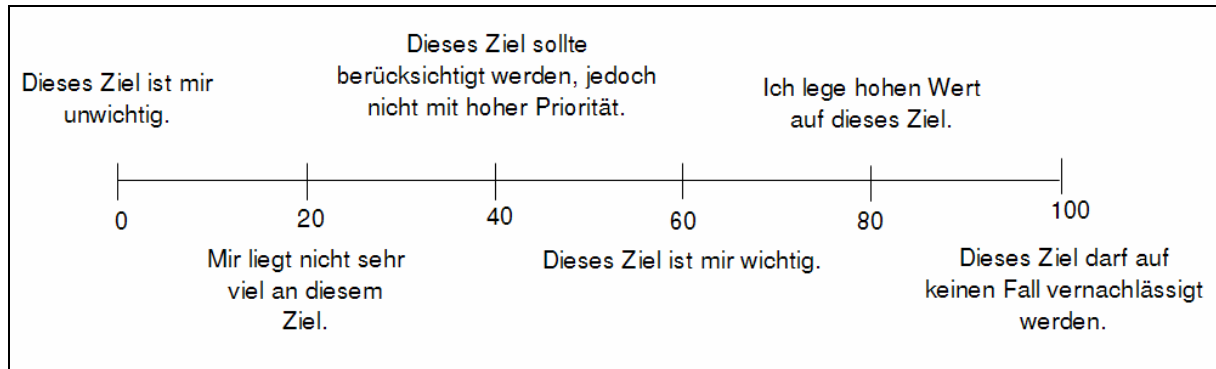 Dieses Ziel ist mir
unwichtig.
Dieses Ziel sollte
berücksichtigt werden, jedoch
nicht mit hoher Priorität.
Ich lege hohen Wert
auf dieses Ziel.
0
20
40
60
80
100
Mir liegt nicht sehr
viel an diesem
Ziel.
Dieses Ziel ist mir wichtig.
Dieses Ziel darf auf
keinen Fall vernachlässigt
werden.